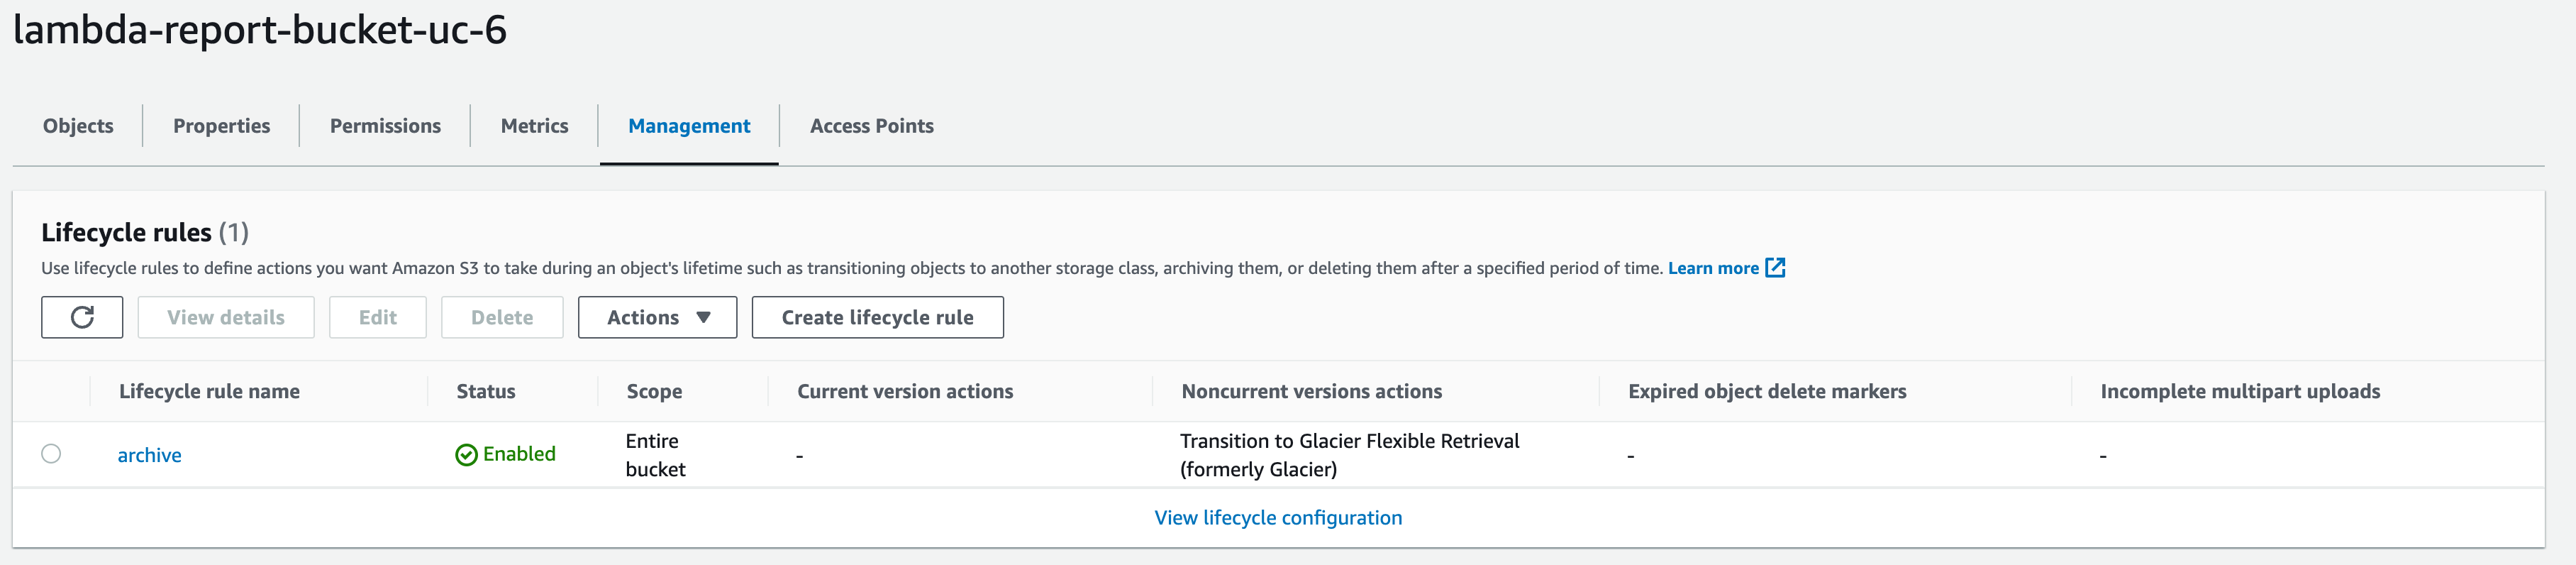 lambda-report-bucket-uc-6
Objects
Properties
Permissions
Metrics
Management
Access Points
Lifecycle rules (1)
Use lifecycle rules to define actions you want Amazon S3 to take during an object's lifetime such as transitioning objects to another storage class, archiving them, or deleting them after a specified period of time. Learn more
View details
Edit
Delete
Actions
Create lifecycle rule
Lifecycle rule name
Status
Scope
Current version actions
Noncurrent versions actions
Expired object delete markers
Incomplete multipart uploads
archive
Enabled
Entire
bucket
-
Transition to Glacier Flexible Retrieval
(formerly Glacier)
-
-
View lifecycle configuration